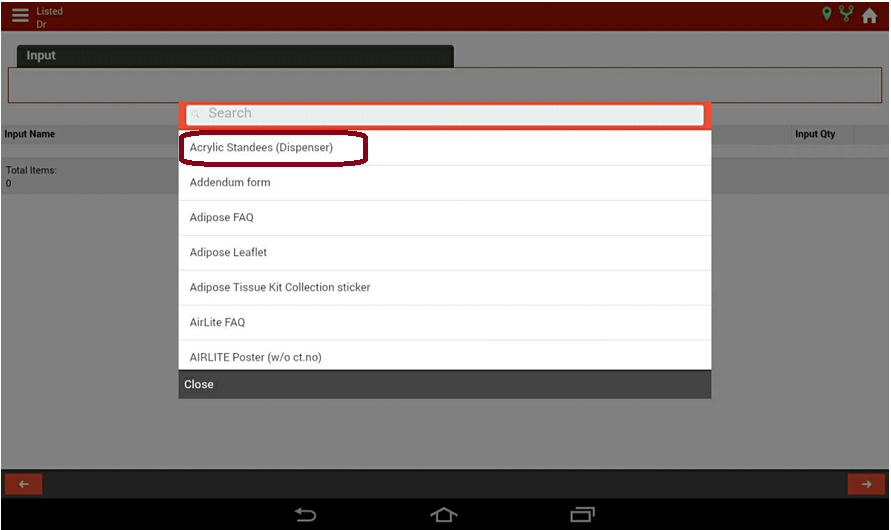 Listed
Dr
Input
Search
Input Name
Input Qty
Acrylic Standees (Dispenser)
Total Items:
0
Addendum form
Adipose FAQ
Adipose Leaflet
Adipose Tissue Kit Collection sticker
AirLite FAQ
AIRLITE Poster (w/o ct.no)
Close